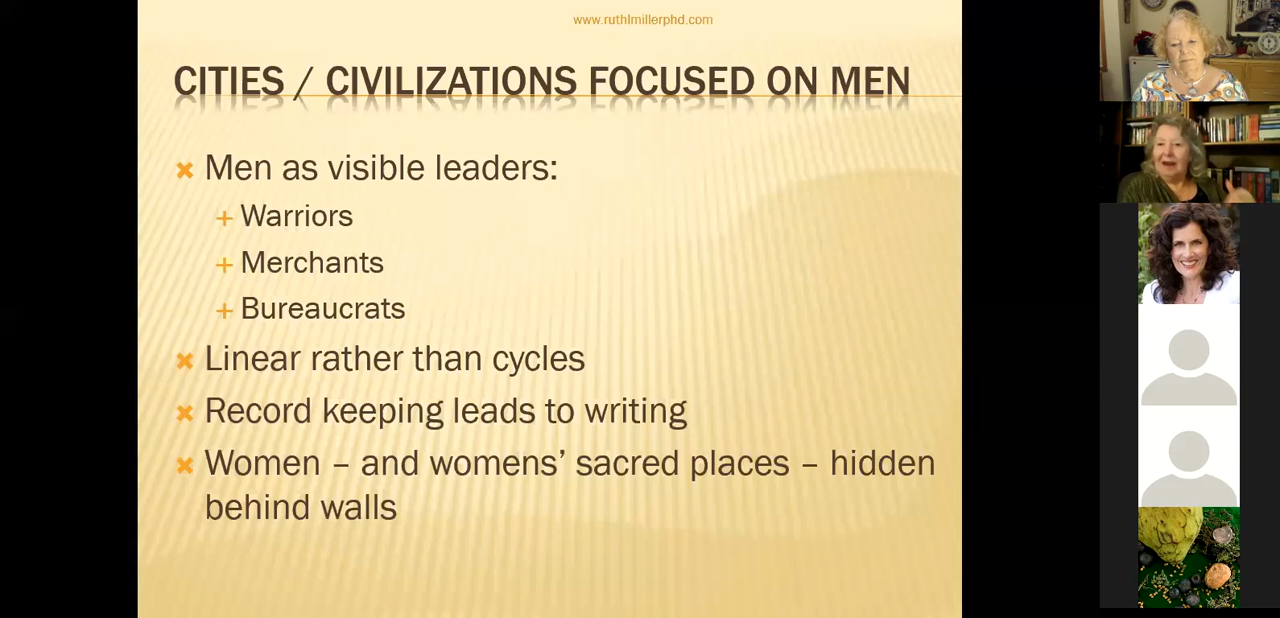 www.ruthlmillerphd.com
CITIES / CIVILIZATIONS FOCUSED ON MEN
Men as visible leaders:
Warriors
Merchants
Bureaucrats
Linear rather than cycles
Record keeping leads to writing
Women – and womens’ sacred places – hidden
behind walls